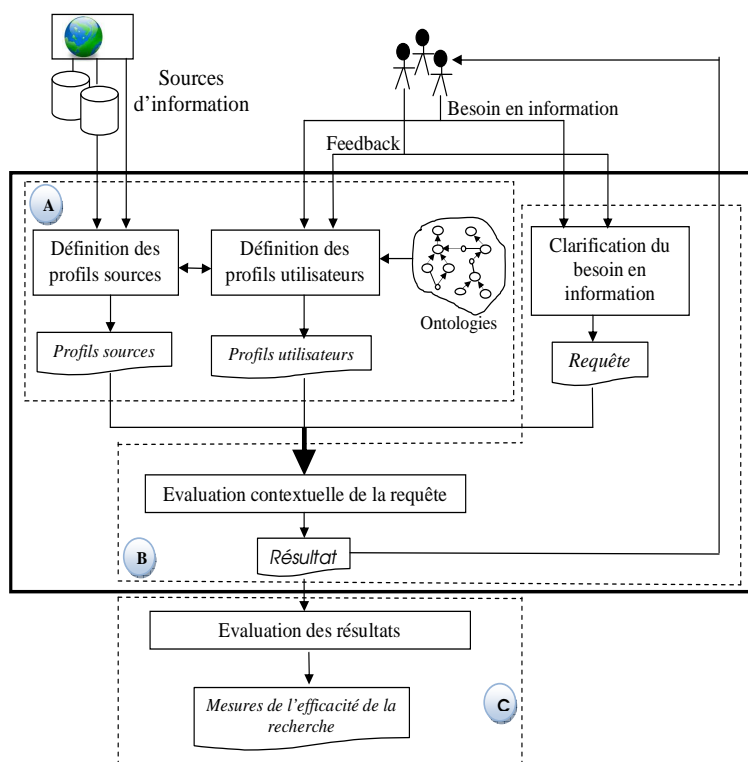 Sources
d'information
Besoin en information
Feedback
A
Définition des
profils sources
Définition des
profils utilisateurs
Ontologies
Clarification du
besoin en
information
Profils sources
Profils utilisateurs
Requête
Evaluation contextuelle de la requête
B
Résultat
Evaluation des résultats
Mesures de l'efficacité de la
recherche
C